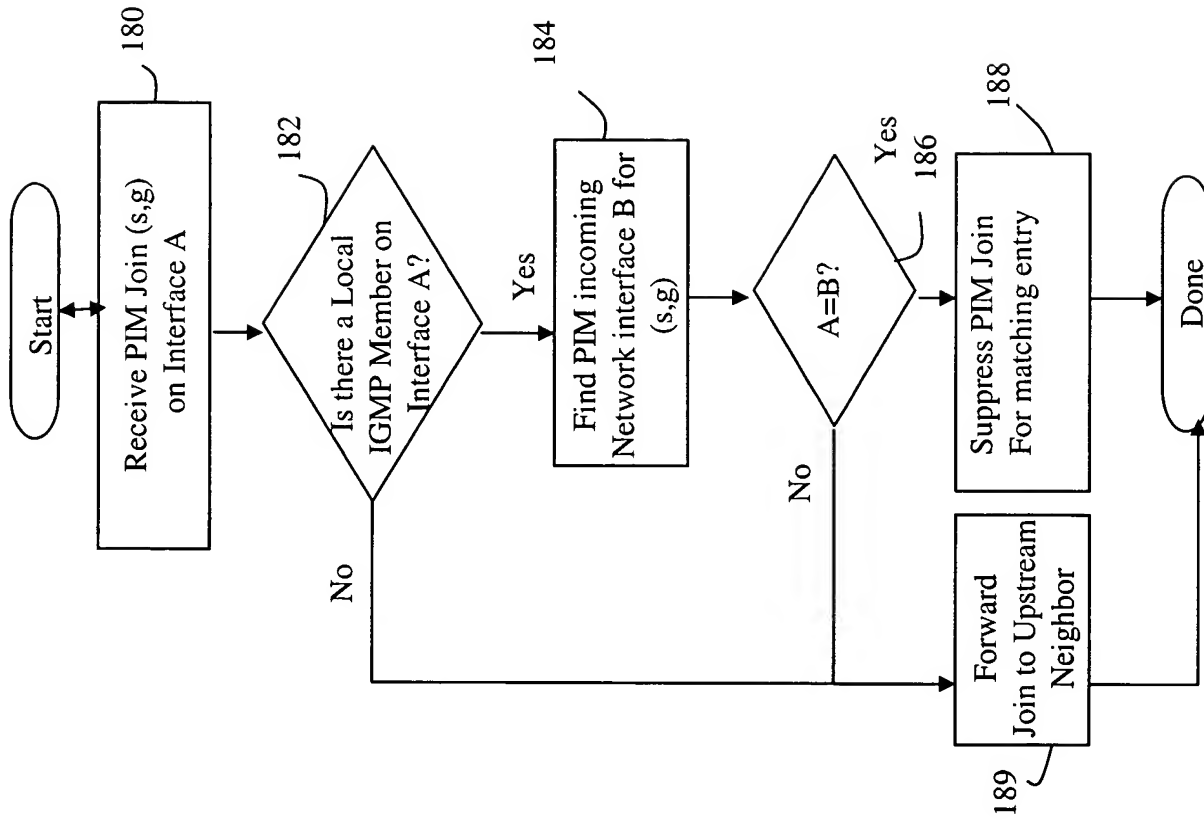 Start
180
Receive PIM Join (s,g)
on Interface A
182
Is there a Local
IGMP Member on
Interface A?
No
Yes
184
Find PIM incoming
Network interface B for
(s,g)
A=B?
No
Yes
186
188
Suppress PIM Join
For matching entry
Forward
Join to Upstream
Neighbor
189
Done